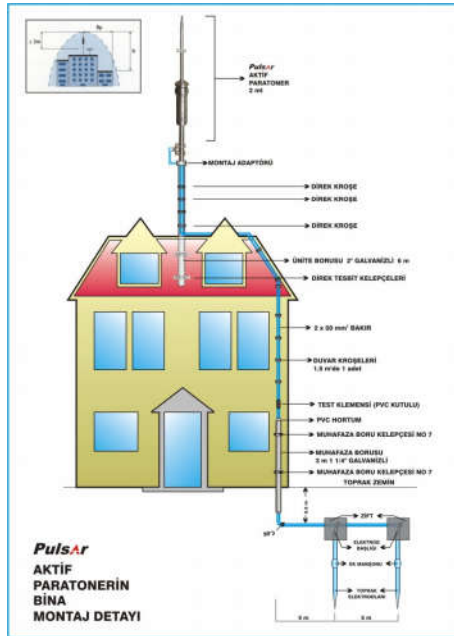 Pulsar
AKTİF
PARATONER
2 mt
MONTAJ ADAPTÖRÜ
DİREK KROŞE
DİREK KROŞE
DİREK KROŞE
ÜNİTE BORUSU 2" GALVANİZLİ 6 m
DİREK TESBİT KELEPÇELERİ
2 x 50 mm² BAKIR
DUVAR KROŞELERİ
1.5 m'de 1 adet
TEST KLEMENSİ (PVC KUTULU)
PVC HORTUM
MUHAFAZA BORU KELEPÇESİ NO 7
MUHAFAZA BORUSU
3 m 1 1/4" GALVANİZLİ
MUHAFAZA BORU KELEPÇESİ NO 7
TOPRAK ZEMİN
ZİFT
ELEKTROD
BAŞLIĞI
EK MANŞONU
TOPRAK
ELEKTRODLARI
Pulsar
AKTİF
PARATONERİN
BİNA
MONTAJ DETAYI